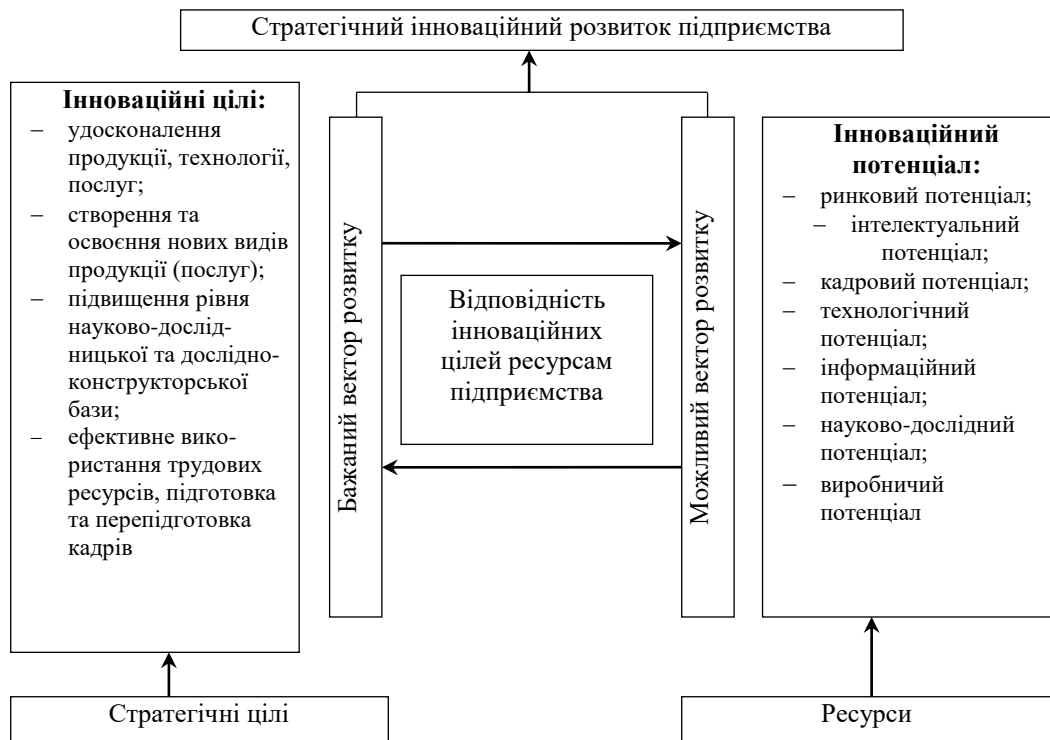 Стратегічний інноваційний розвиток підприємства
Інноваційні цілі:
– удосконалення
продукції, технології,
послуг;
– створення та
освоєння нових видів
продукції (послуг);
– підвищення рівня
науково-дослід-
ницької та дослідно-
конструкторської
бази;
– ефективне вико-
ристання трудових
ресурсів, підготовка
та перепідготовка
кадрів
Бажаний вектор розвитку
Відповідність
інноваційних
цілей ресурсам
підприємства
Можливий вектор розвитку
Інноваційний
потенціал:
– ринковий потенціал;
– інтелектуальний
потенціал;
– кадровий потенціал;
– технологічний
потенціал;
– інформаційний
потенціал;
– науково-дослідний
потенціал;
– виробничий
потенціал
Стратегічні цілі
Ресурси